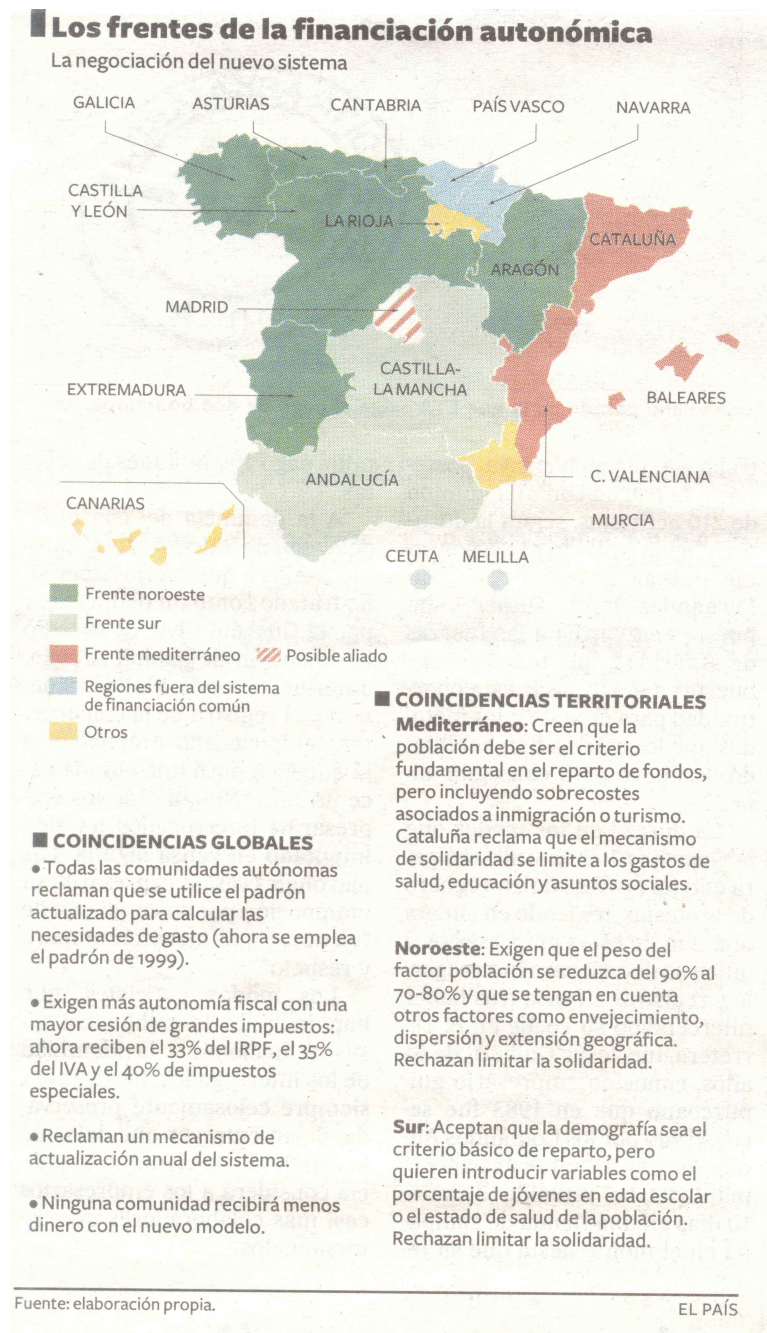 Los frentes de la financiación autonómica
La negociación del nuevo sistema
GALICIA
ASTURIAS
CANTABRIA
PAÍS VASCO
NAVARRA
CASTILLA
Y LEÓN
LA RIOJA
CATALUÑA
ARAGÓN
MADRID
CASTILLA-
LA MANCHA
EXTREMADURA
BALEARES
ANDALUCÍA
C. VALENCIANA
CANARIAS
MURCIA
CEUTA
MELILLA
Frente noroeste
Frente sur
Frente mediterráneo
Posible aliado
Regiones fuera del sistema
de financiación común
Otros
■ COINCIDENCIAS GLOBALES
• Todas las comunidades autónomas
reclaman que se utilice el padrón
actualizado para calcular las
necesidades de gasto (ahora se emplea
el padrón de 1999).
• Exigen más autonomía fiscal con una
mayor cesión de grandes impuestos:
ahora reciben el 33% del IRPF, el 35%
del IVA y el 40% de impuestos
especiales.
• Reclaman un mecanismo de
actualización anual del sistema.
• Ninguna comunidad recibirá menos
dinero con el nuevo modelo.
■ COINCIDENCIAS TERRITORIALES
Mediterráneo: Creen que la
población debe ser el criterio
fundamental en el reparto de fondos,
pero incluyendo sobrecostes
asociados a inmigración o turismo.
Cataluña reclama que el mecanismo
de solidaridad se limite a los gastos de
salud, educación y asuntos sociales.
Noroeste: Exigen que el peso del
factor población se reduzca del 90% al
70-80% y que se tengan en cuenta
otros factores como envejecimiento,
dispersión y extensión geográfica.
Rechazan limitar la solidaridad.
Sur: Aceptan que la demografía sea el
criterio básico de reparto, pero
quieren introducir variables como el
porcentaje de jóvenes en edad escolar
o el estado de salud de la población.
Rechazan limitar la solidaridad.
Fuente: elaboración propia.
EL PAÍS